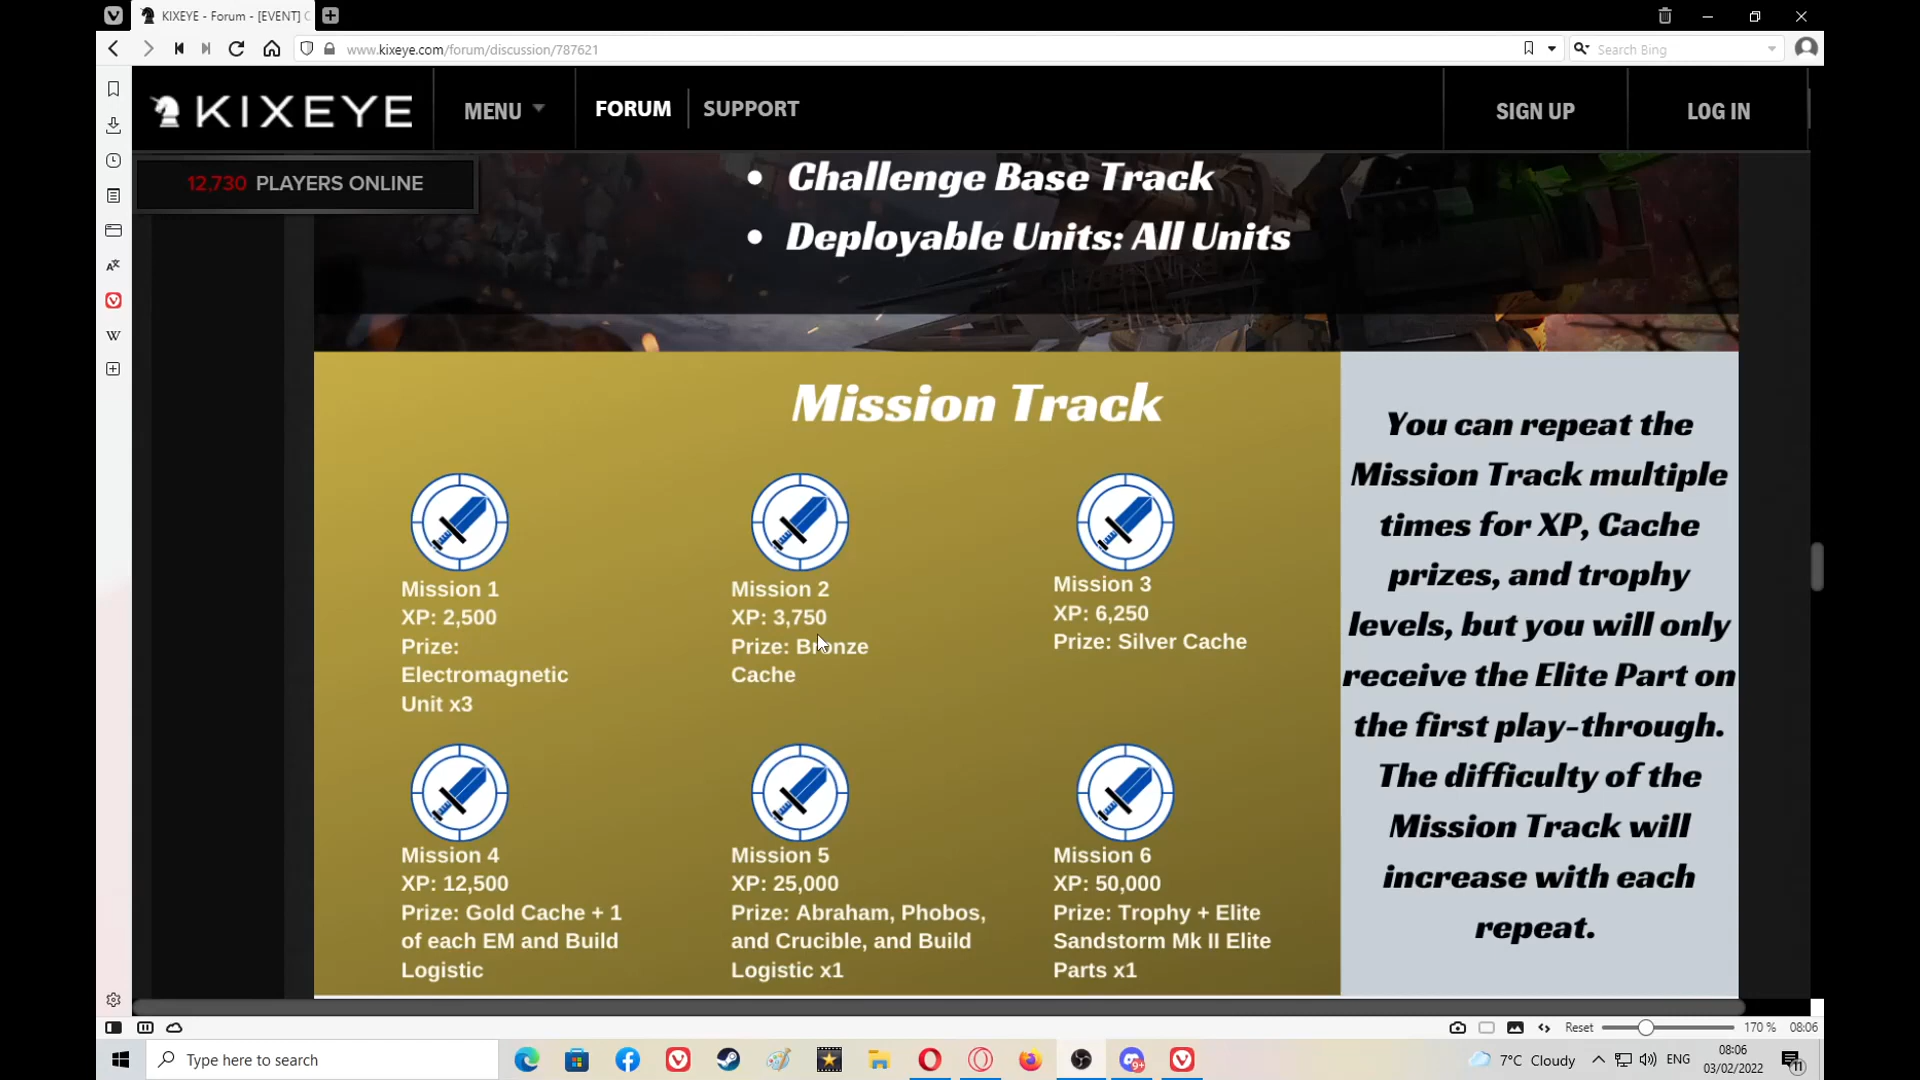 KIXEYE - Forum - [EVENT] C
www.kixeye.com/forum/discussion/787621
Search Bing
KIXEYE
MENU
FORUM
SUPPORT
SIGN UP
LOG IN
12,730 PLAYERS ONLINE
• Challenge Base Track
• Deployable Units: All Units
Mission Track
Mission 1
XP: 2,500
Prize:
Electromagnetic
Unit x3
Mission 2
XP: 3,750
Prize: Bronze
Cache
Mission 3
XP: 6,250
Prize: Silver Cache
Mission 4
XP: 12,500
Prize: Gold Cache + 1
of each EM and Build
Logistic
Mission 5
XP: 25,000
Prize: Abraham, Phobos,
and Crucible, and Build
Logistic x1
Mission 6
XP: 50,000
Prize: Trophy + Elite
Sandstorm Mk II Elite
Parts x1
You can repeat the
Mission Track multiple
times for XP, Cache
prizes, and trophy
levels, but you will only
receive the Elite Part on
the first play-through.
The difficulty of the
Mission Track will
increase with each
repeat.
Reset
170 %
08:06
Type here to search
9+
7°C Cloudy
ENG
08:06
03/02/2022
11